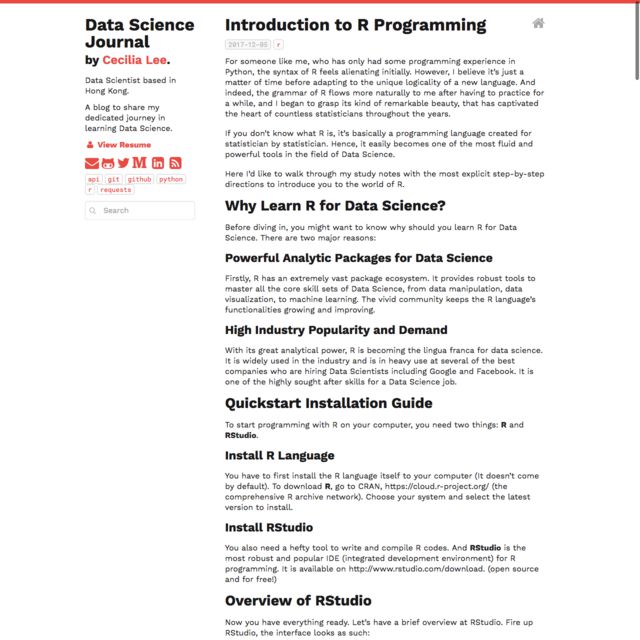 Data Science
Journal
by Cecilia Lee.
Data Scientist based in
Hong Kong.
A blog to share my
dedicated journey in
learning Data Science.
View Resume
api git github python
r requests
Search
Introduction to R Programming
2017-12-05 r
For someone like me, who has only had some programming experience in
Python, the syntax of R feels alienating initially. However, I believe it's just a
matter of time before adapting to the unique logicality of a new language. And
indeed, the grammar of R flows more naturally to me after having to practice for
a while, and I began to grasp its kind of remarkable beauty, that has captivated
the heart of countless statisticians throughout the years.
If you don't know what R is, it's basically a programming language created for
statistician by statistician. Hence, it easily becomes one of the most fluid and
powerful tools in the field of Data Science.
Here I'd like to walk through my study notes with the most explicit step-by-step
directions to introduce you to the world of R.
Why Learn R for Data Science?
Before diving in, you might want to know why should you learn R for Data
Science. There are two major reasons:
Powerful Analytic Packages for Data Science
Firstly, R has an extremely vast package ecosystem. It provides robust tools to
master all the core skill sets of Data Science, from data manipulation, data
visualization, to machine learning. The vivid community keeps the R language's
functionalities growing and improving.
High Industry Popularity and Demand
With its great analytical power, R is becoming the lingua franca for data science.
It is widely used in the industry and is in heavy use at several of the best
companies who are hiring Data Scientists including Google and Facebook. It is
one of the highly sought after skills for a Data Science job.
Quickstart Installation Guide
To start programming with R on your computer, you need two things: R and
RStudio.
Install R Language
You have to first install the R language itself to your computer (It doesn't come
by default). To download R, go to CRAN, https://cloud.r-project.org/ (the
comprehensive R archive network). Choose your system and select the latest
version to install.
Install RStudio
You also need a hefty tool to write and compile R codes. And RStudio is the
most robust and popular IDE (integrated development environment) for R
programming. It is available on http://www.rstudio.com/download. (open source
and for free!)
Overview of RStudio
Now you have everything ready. Let's have a brief overview at RStudio. Fire up
RStudio, the interface looks as such: